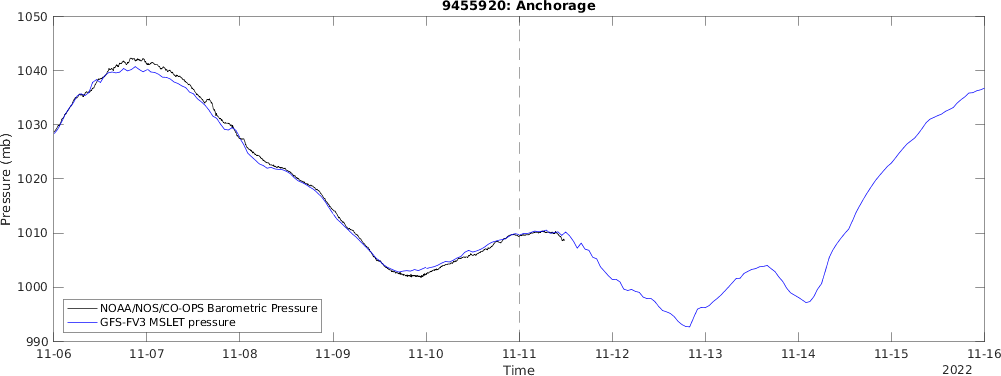 9455920: Anchorage
1050
1040
1030
1020
1010
1000
990
Pressure (mb)
NOAA/NOS/CO-OPS Barometric Pressure
GFS-FV3 MSLET pressure
11-06 11-07 11-08 11-09 11-10 11-11 11-12 11-13 11-14 11-15 11-16
Time
2022